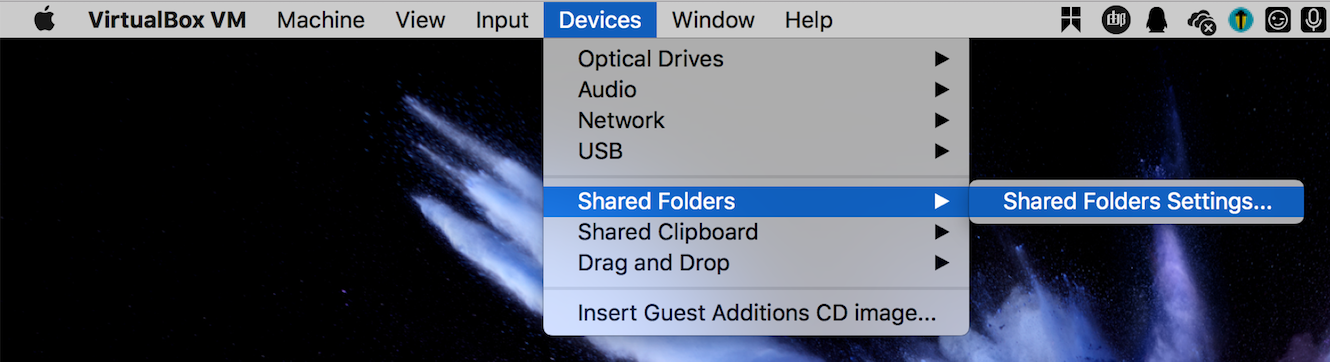 VirtualBox VM Machine View Input Devices Window Help
Optical Drives
Audio
Network
USB
Shared Folders
Shared Folders Settings...
Shared Clipboard
Drag and Drop
Insert Guest Additions CD image...